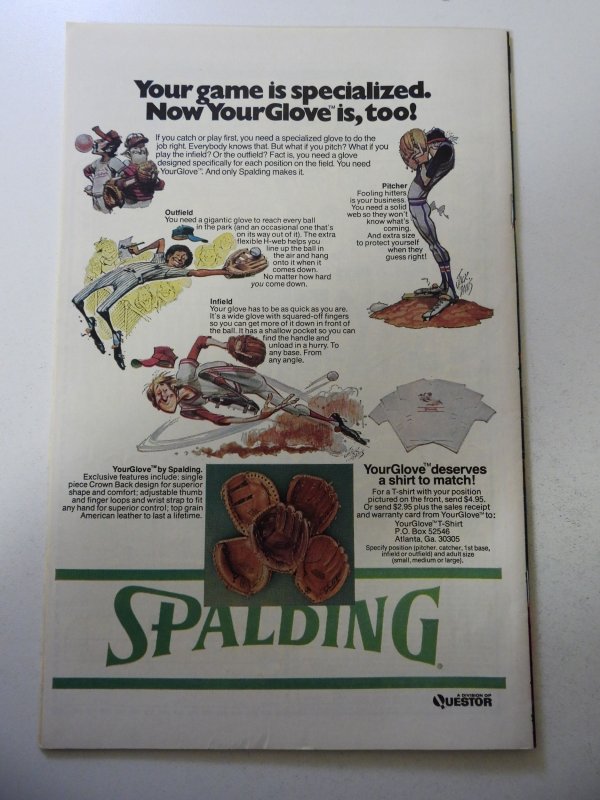 Your game is specialized.
Now YourGlove™ is, too!
If you catch or play first, you need a specialized glove to do the
job right. Everybody knows that. But what if you pitch? What if you
play the infield? Or the outfield? Fact is, you need a glove
designed specifically for each position on the field. You need
YourGlove™. And only Spalding makes it.
Pitcher
Fooling hitters
is your business.
You need a solid
web so they won't
know what's
coming.
And extra size
to protect yourself
when they
guess right!
Outfield
You need a gigantic glove to reach every ball
in the park (and an occasional one that's
on its way out of it). The extra
flexible H-web helps you
line up the ball in
the air and hang
onto it when it
comes down.
No matter how hard
you come down.
Infield
Your glove has to be as quick as you are.
It's a wide glove with squared-off fingers
so you can get more of it down in front of
the ball. It has a shallow pocket so you can
find the handle and
unload in a hurry. To
any base. From
any angle.
YourGlove™ by Spalding.
Exclusive features include: single
piece Crown Back design for superior
shape and comfort; adjustable thumb
and finger loops and wrist strap to fit
any hand for superior control; top grain
American leather to last a lifetime.
YourGlove™ deserves
a shirt to match!
For a T-shirt with your position
pictured on the front, send $4.95.
Or send $2.95 plus the sales receipt
and warranty card from YourGlove™ to:
YourGlove™ T-Shirt
P.O. Box 52546
Atlanta, Ga. 30305
Specify position (pitcher, catcher, 1st base,
infield or outfield) and adult size
(small, medium or large).
SPALDING®
A DIVISION OF
QUESTOR